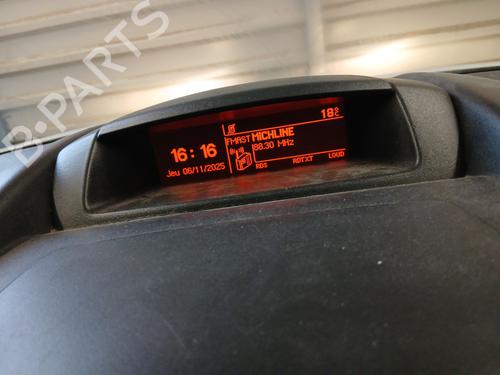 B-PARTS
18°C
FMAST MICHLINE
16:16
88.30 MHz
Jeu 06/11/2025
RDS RDTXT LOUD